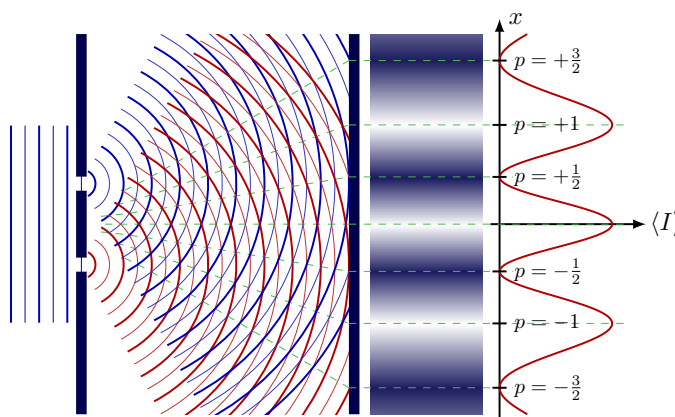 x
p = +3/2
p = +1
p = +1/2
⟨I⟩
p = −1/2
p = −1
p = −3/2